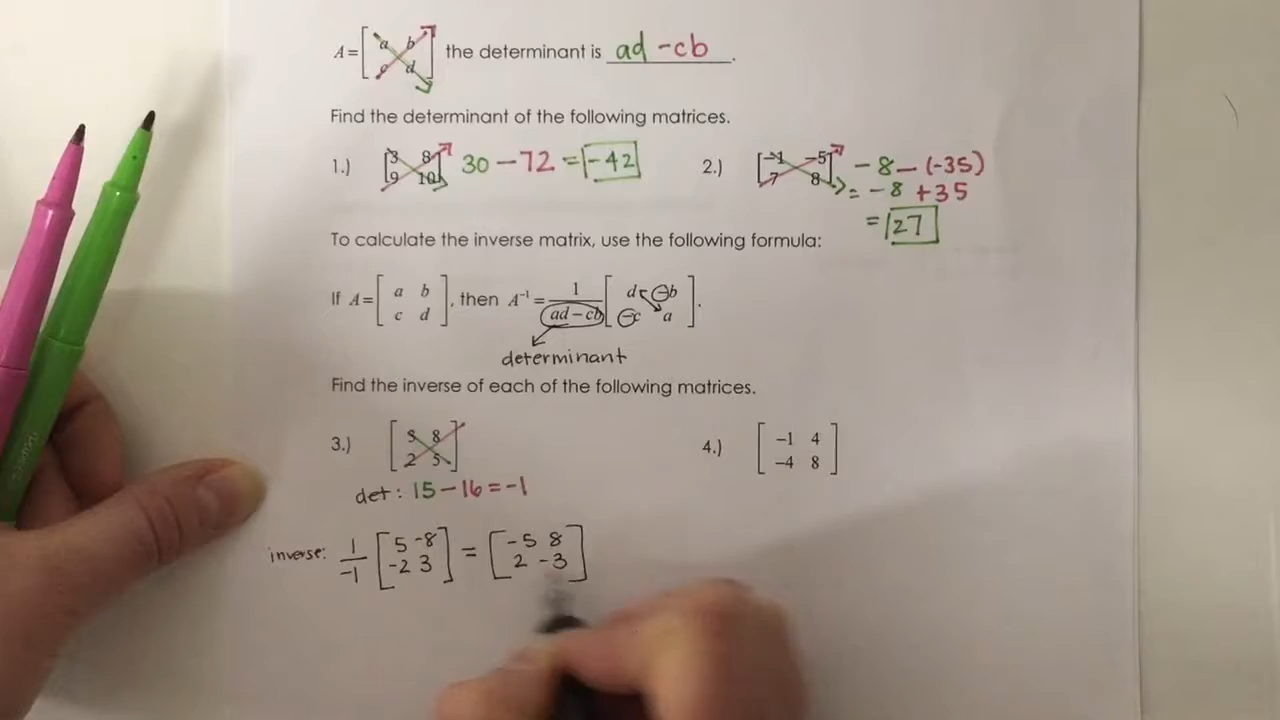 A = [ a b the determinant is ad - cb.
c d ]
Find the determinant of the following matrices.
1.) [ 3 8 30 - 72 = -42
9 10 ]
2.) [ -1 -5 - 8 - (-35)
7 8 ] = - 8 + 35
= 27
To calculate the inverse matrix, use the following formula:
If A = [ a b , then A⁻¹ = 1 [ d -b .
c d ] ad - cb -c a ]
determinant
Find the inverse of each of the following matrices.
3.) [ 8
2 5 ]
det: 15 - 16 = -1
inverse: 1 [ 5 -8 = [ -5 8
-1 -2 3 ] 2 -3 ]
4.) [ -1 4
-4 8 ]